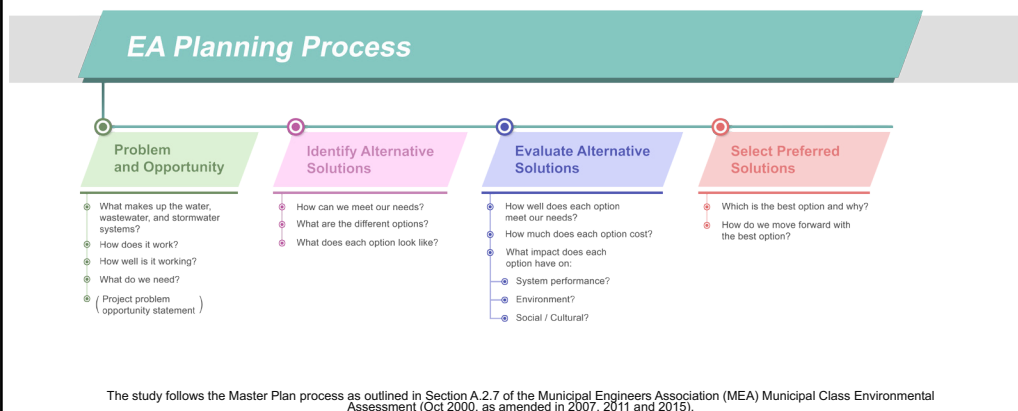 EA Planning Process
Problem
and Opportunity
What makes up the water,
wastewater, and stormwater
systems?
How does it work?
How well is it working?
What do we need?
( Project problem
opportunity statement )
Identify Alternative
Solutions
How can we meet our needs?
What are the different options?
What does each option look like?
Evaluate Alternative
Solutions
How well does each option
meet our needs?
How much does each option cost?
What impact does each
option have on:
System performance?
Environment?
Social / Cultural?
Select Preferred
Solutions
Which is the best option and why?
How do we move forward with
the best option?
The study follows the Master Plan process as outlined in Section A.2.7 of the Municipal Engineers Association (MEA) Municipal Class Environmental
Assessment (Oct 2000, as amended in 2007, 2011 and 2015).